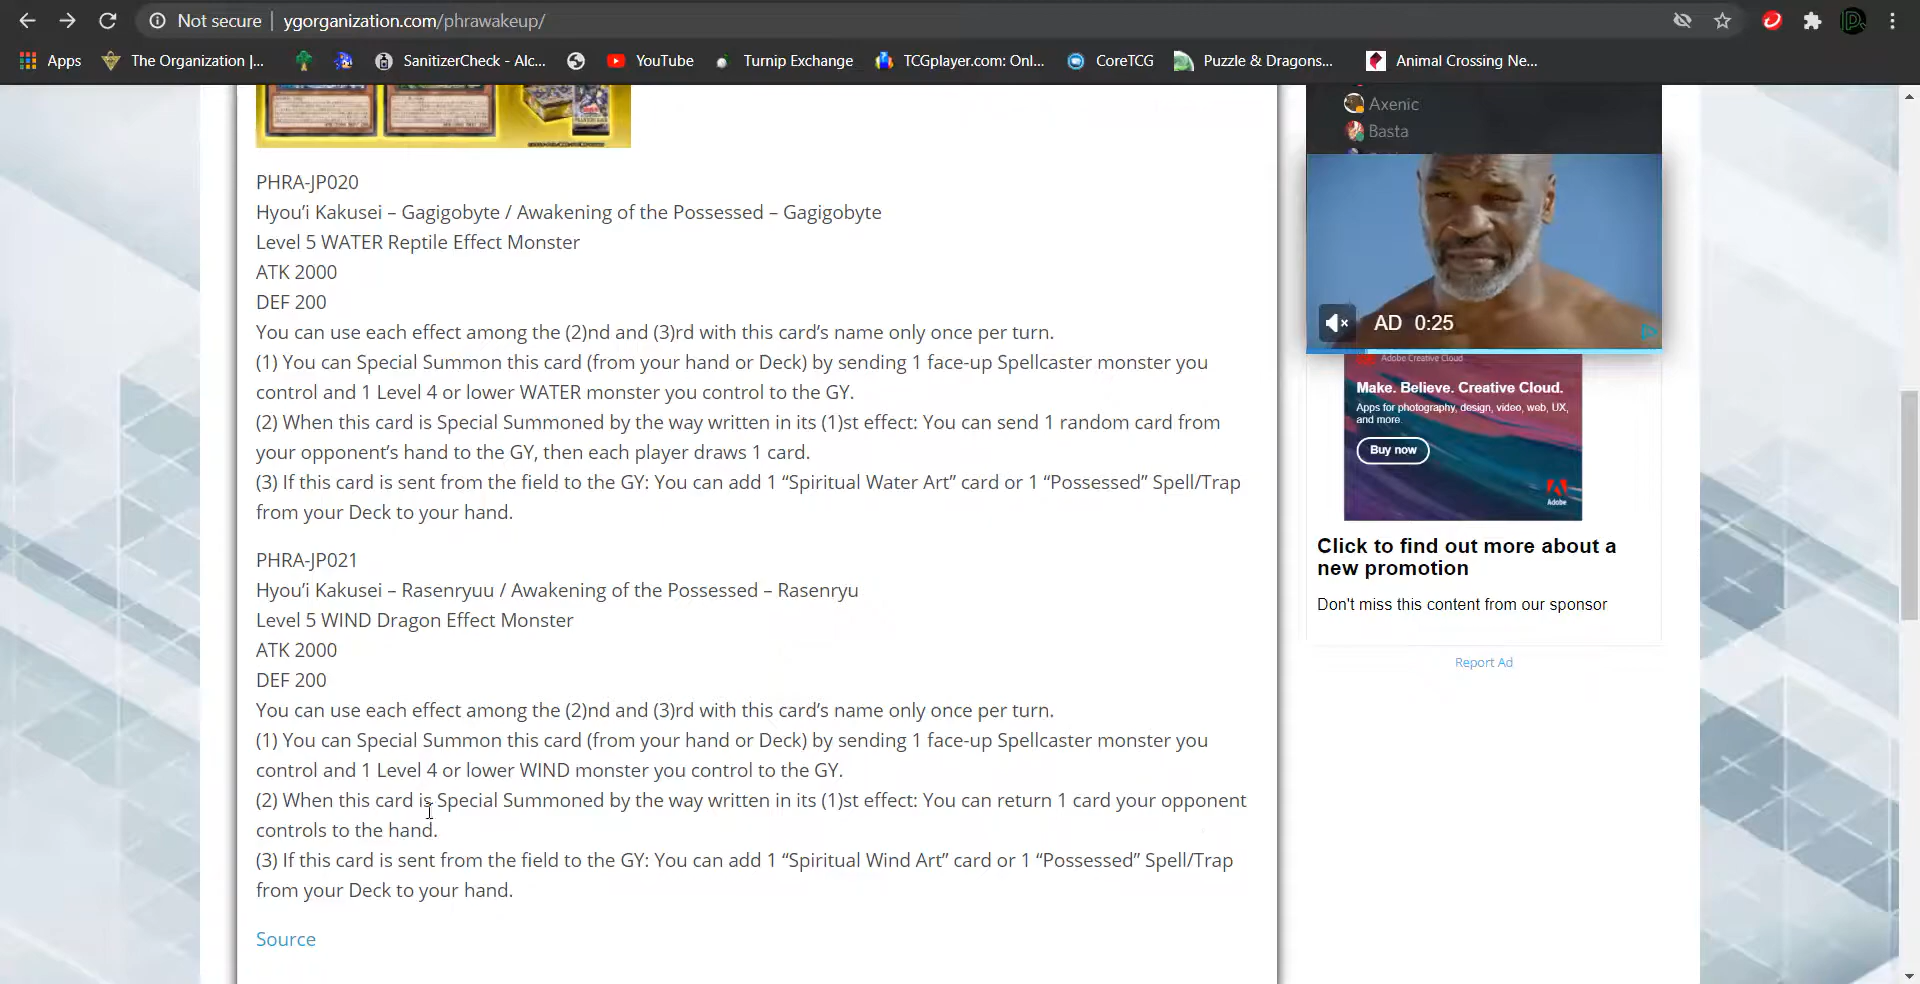 Not secure | ygorganization.com/phrawakeup/
Apps The Organization |... SanitizerCheck - Alc... YouTube Turnip Exchange TCGplayer.com: Onl... CoreTCG Puzzle & Dragons... Animal Crossing Ne...
PHRA-JP020
Hyou’i Kakusei – Gagigobyte / Awakening of the Possessed – Gagigobyte
Level 5 WATER Reptile Effect Monster
ATK 2000
DEF 200
You can use each effect among the (2)nd and (3)rd with this card’s name only once per turn.
(1) You can Special Summon this card (from your hand or Deck) by sending 1 face-up Spellcaster monster you
control and 1 Level 4 or lower WATER monster you control to the GY.
(2) When this card is Special Summoned by the way written in its (1)st effect: You can send 1 random card from
your opponent’s hand to the GY, then each player draws 1 card.
(3) If this card is sent from the field to the GY: You can add 1 “Spiritual Water Art” card or 1 “Possessed” Spell/Trap
from your Deck to your hand.
PHRA-JP021
Hyou’i Kakusei – Rasenryuu / Awakening of the Possessed – Rasenryu
Level 5 WIND Dragon Effect Monster
ATK 2000
DEF 200
You can use each effect among the (2)nd and (3)rd with this card’s name only once per turn.
(1) You can Special Summon this card (from your hand or Deck) by sending 1 face-up Spellcaster monster you
control and 1 Level 4 or lower WIND monster you control to the GY.
(2) When this card is Special Summoned by the way written in its (1)st effect: You can return 1 card your opponent
controls to the hand.
(3) If this card is sent from the field to the GY: You can add 1 “Spiritual Wind Art” card or 1 “Possessed” Spell/Trap
from your Deck to your hand.
Source
Axenic
Basta
AD 0:25
Adobe Creative Cloud
Make. Believe. Creative Cloud.
Apps for photography, design, video, web, UX,
and more.
Buy now
Adobe
Click to find out more about a
new promotion
Don't miss this content from our sponsor
Report Ad